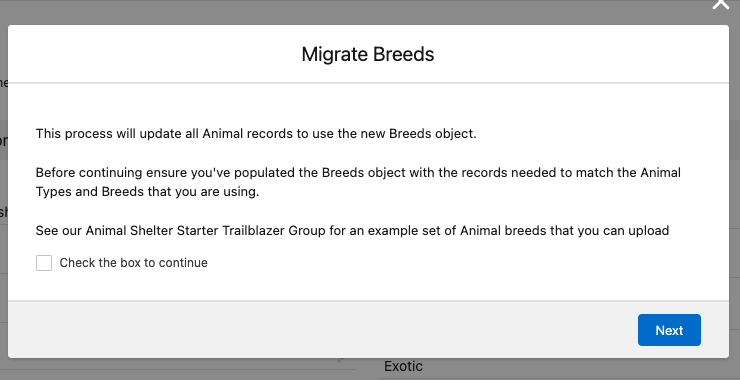 Migrate Breeds
This process will update all Animal records to use the new Breeds object.
Before continuing ensure you've populated the Breeds object with the records needed to match the Animal
Types and Breeds that you are using.
See our Animal Shelter Starter Trailblazer Group for an example set of Animal breeds that you can upload
Check the box to continue
Next
Exotic